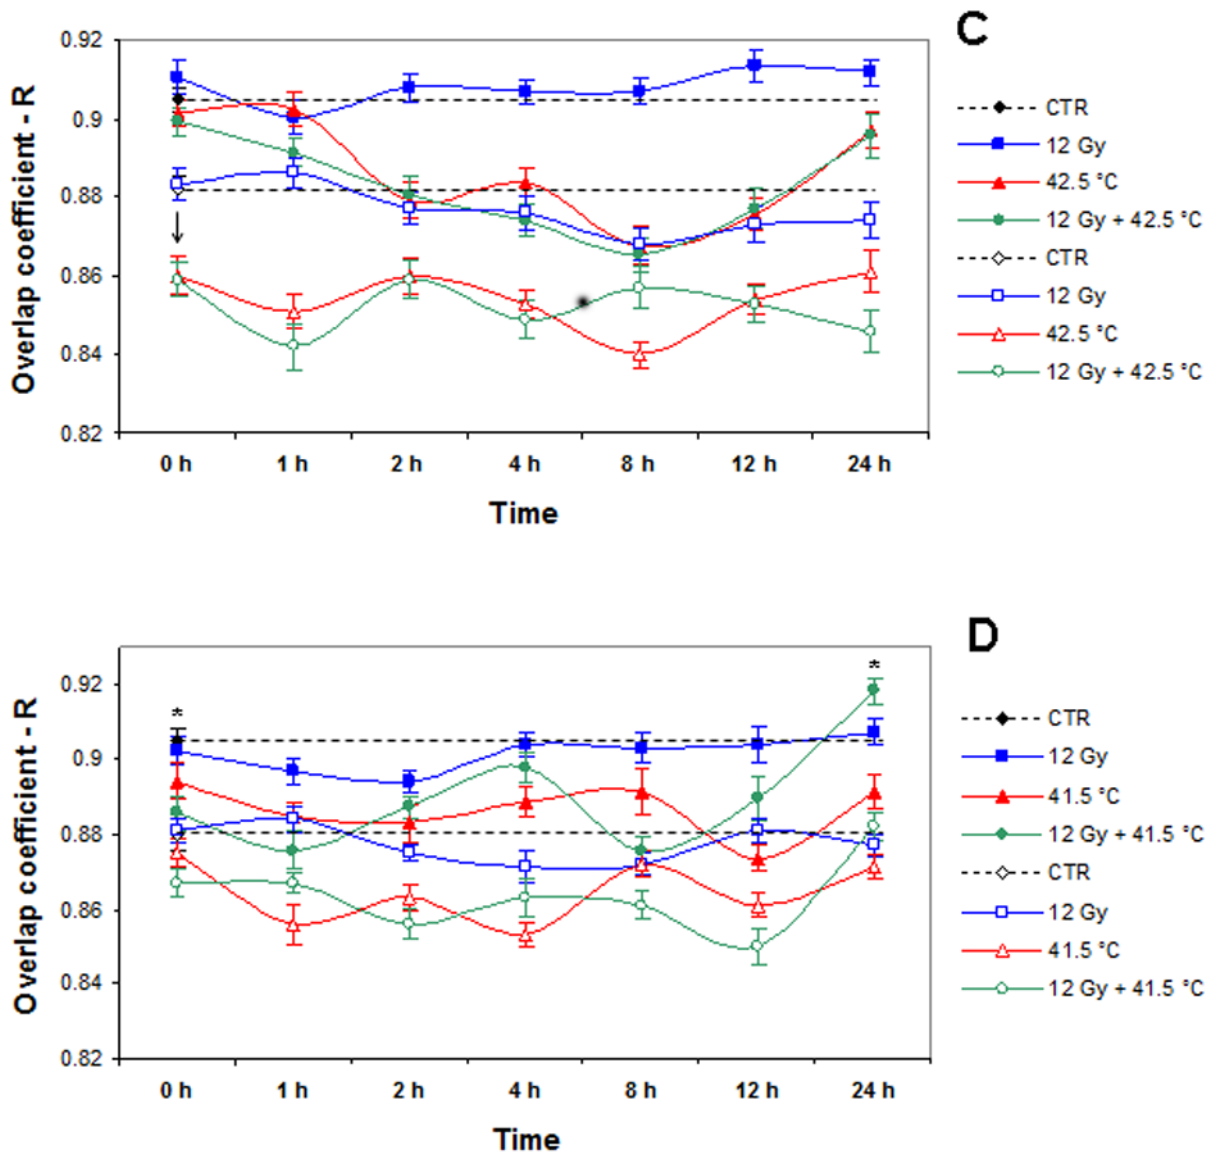 C
Overlap coefficient - R
0.92
0.9
0.88
0.86
0.84
0.82
0 h 1 h 2 h 4 h 8 h 12 h 24 h
Time
CTR
12 Gy
42.5 °C
12 Gy + 42.5 °C
CTR
12 Gy
42.5 °C
12 Gy + 42.5 °C
D
Overlap coefficient - R
0.92
0.9
0.88
0.86
0.84
0.82
*
*
0 h 1 h 2 h 4 h 8 h 12 h 24 h
Time
CTR
12 Gy
41.5 °C
12 Gy + 41.5 °C
CTR
12 Gy
41.5 °C
12 Gy + 41.5 °C